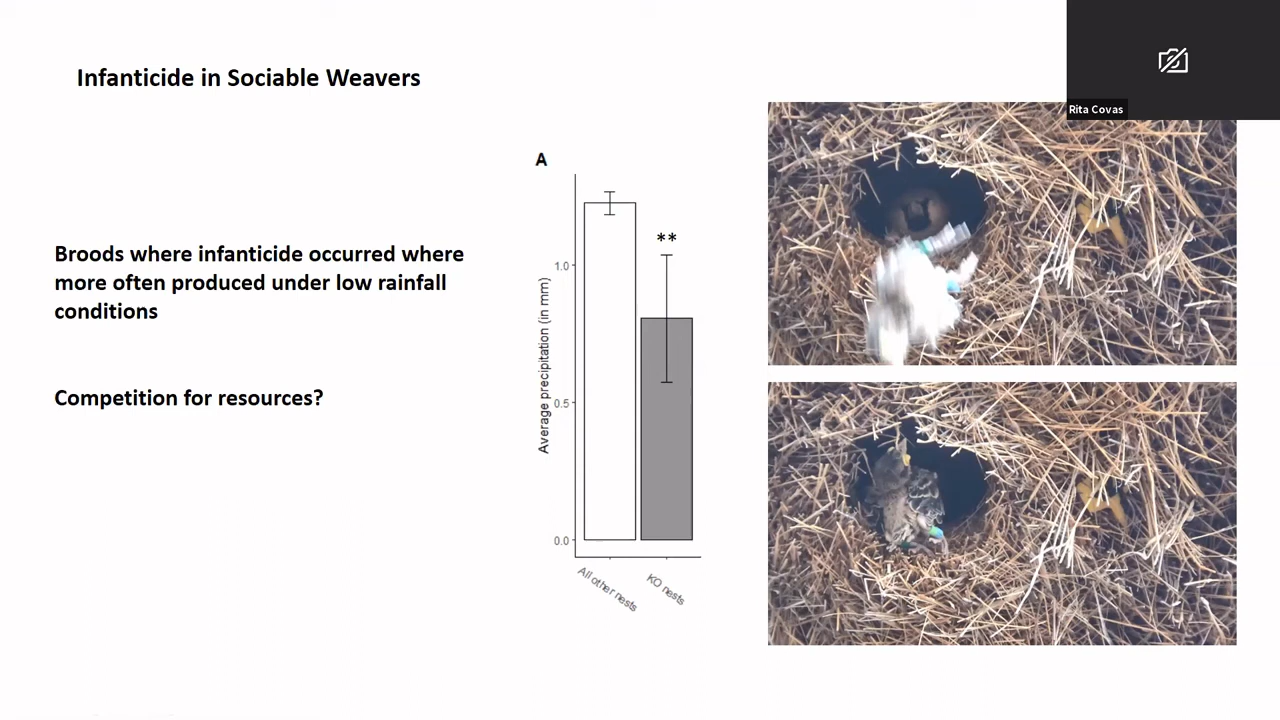 Infanticide in Sociable Weavers
Rita Covas
Broods where infanticide occurred where
more often produced under low rainfall
conditions
Competition for resources?
A
**
Average precipitation (in mm)
1.0
0.5
0.0
All other nests
KO nests